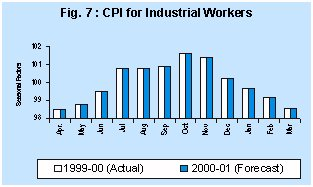 Fig. 7 : CPI for Industrial Workers
Seasonal Factors
102
101
100
99
98
Apr
May
Jun
Jul
Aug
Sep
Oct
Nov
Dec
Jan
Feb
Mar
1999-00 (Actual)
2000-01 (Forecast)